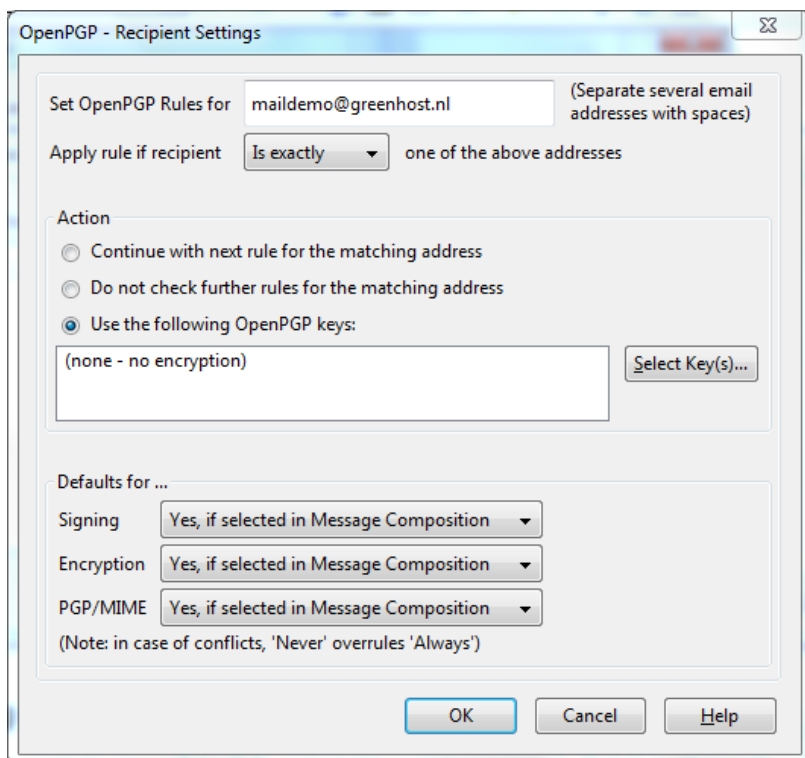 OpenPGP - Recipient Settings
Set OpenPGP Rules for maildemo@greenhost.nl (Separate several email
addresses with spaces)
Apply rule if recipient Is exactly one of the above addresses
Action
Continue with next rule for the matching address
Do not check further rules for the matching address
Use the following OpenPGP keys:
(none - no encryption) Select Key(s)...
Defaults for ...
Signing Yes, if selected in Message Composition
Encryption Yes, if selected in Message Composition
PGP/MIME Yes, if selected in Message Composition
(Note: in case of conflicts, 'Never' overrules 'Always')
OK Cancel Help